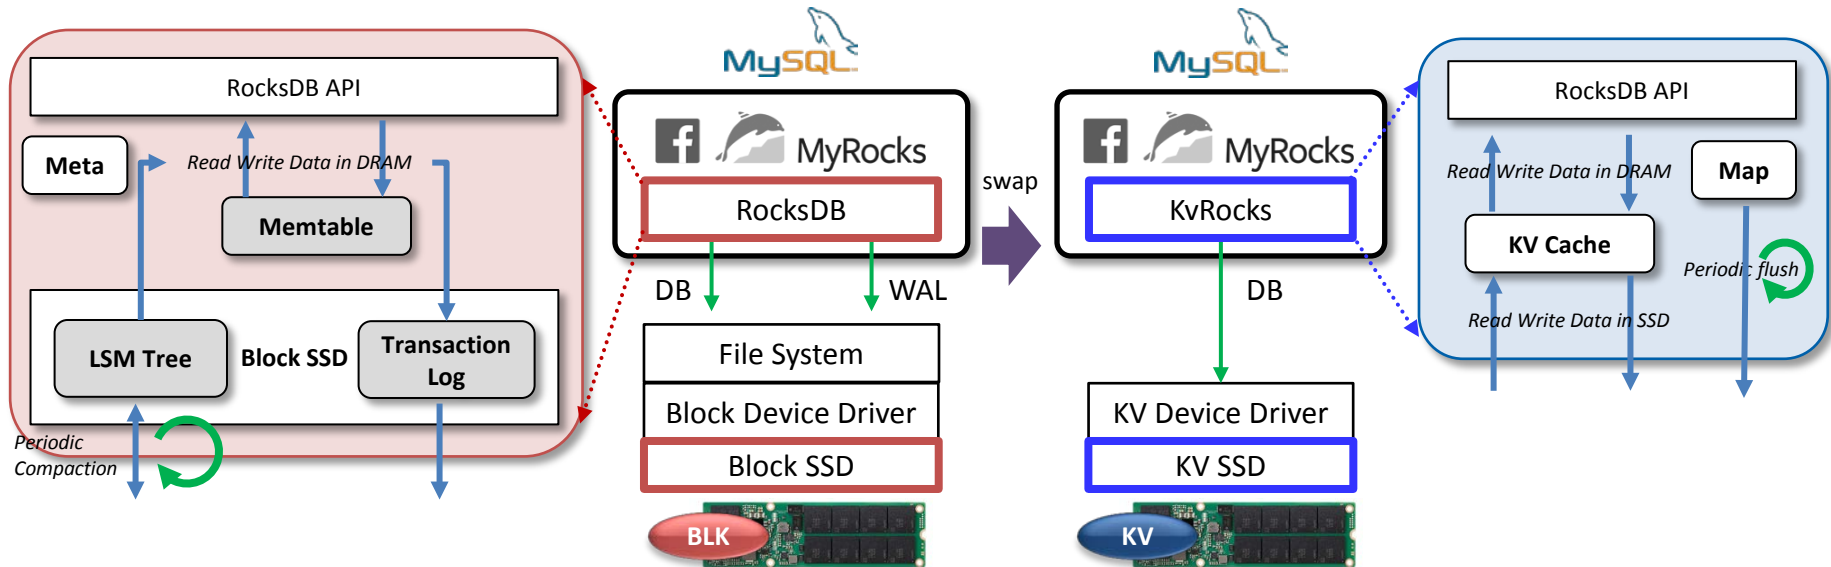 RocksDB API
Meta
Read Write Data in DRAM
Memtable
LSM Tree
Block SSD
Transaction
Log
Periodic
Compaction
MySQL
MyRocks
RocksDB
DB
WAL
File System
Block Device Driver
Block SSD
BLK
swap
MySQL
MyRocks
KvRocks
DB
KV Device Driver
KV SSD
KV
RocksDB API
Read Write Data in DRAM
Map
KV Cache
Periodic flush
Read Write Data in SSD